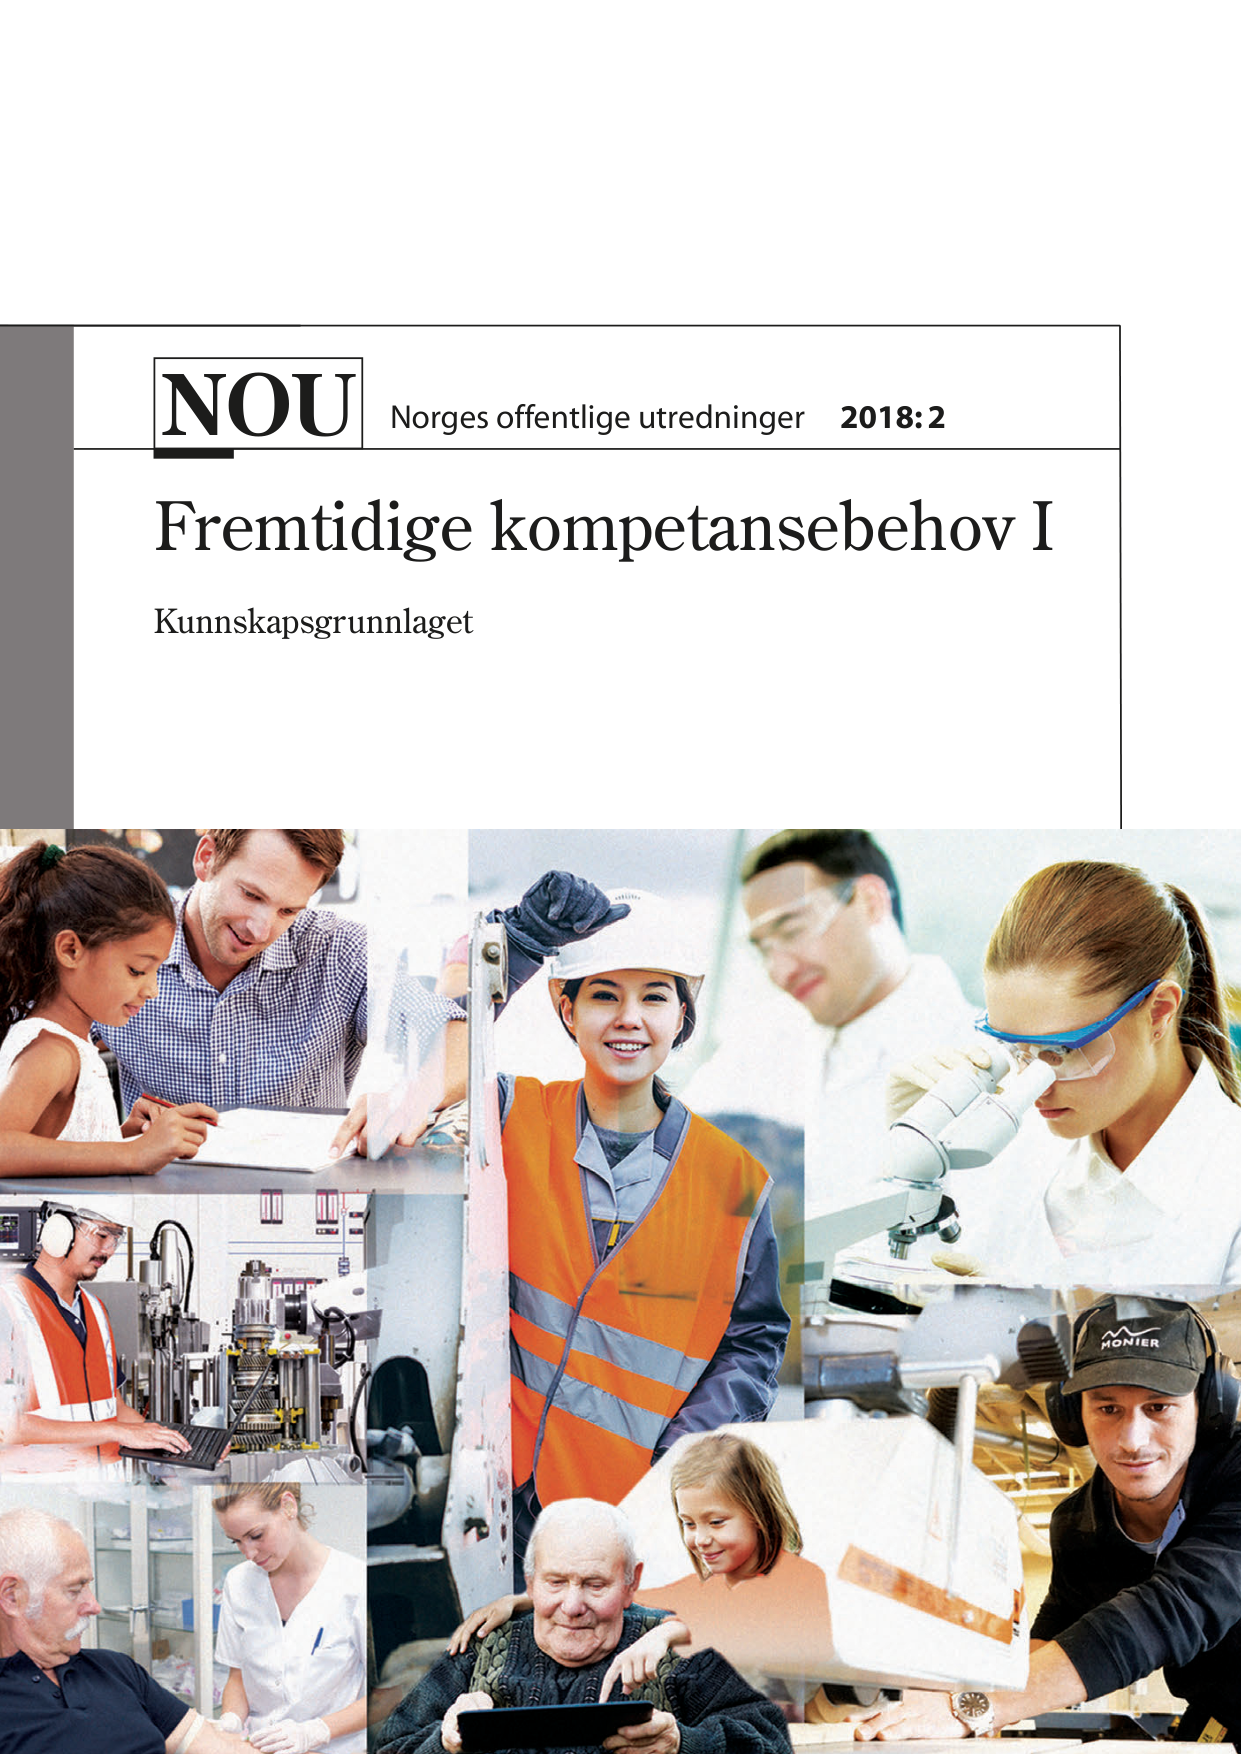 NOU Norges offentlige utredninger 2018: 2
Fremtidige kompetansebehov I
Kunnskapsgrunnlaget
MONIER